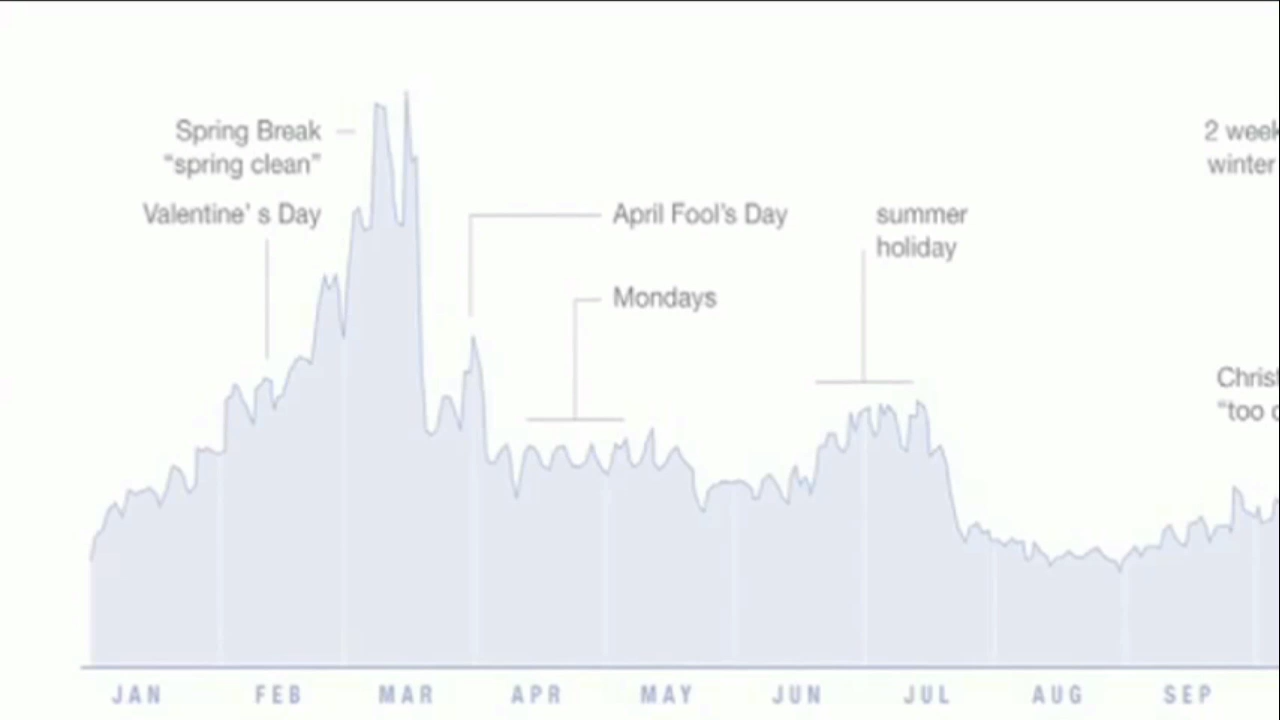 Spring Break
“spring clean”
Valentine’ s Day
April Fool’s Day
Mondays
summer
holiday
2 week
winter
Chris
“too
JAN FEB MAR APR MAY JUN JUL AUG SEP